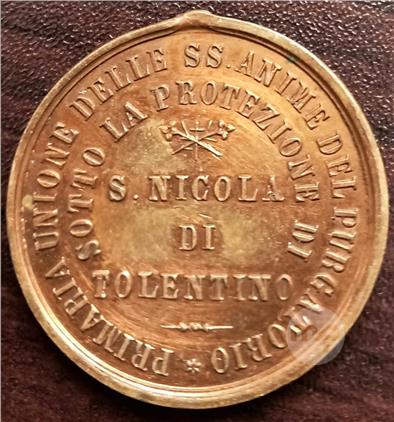 PRIMARIA UNIONE DELLE SS. ANIME DEL PURGATORIO *
SOTTO LA PROTEZIONE DI
S. NICOLA
DI
TOLENTINO